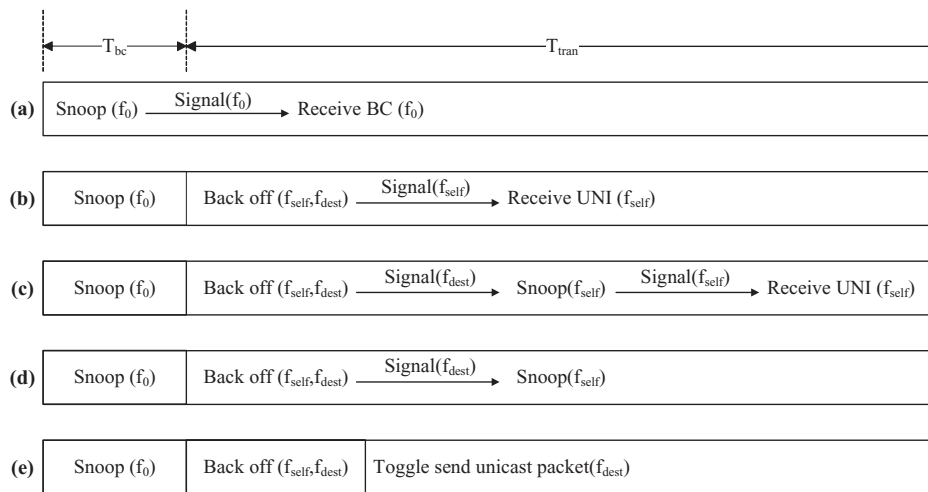 T_bc T_tran
(a) Snoop (f_0) Signal(f_0) Receive BC (f_0)
(b) Snoop (f_0) Back off (f_self,f_dest) Signal(f_self) Receive UNI (f_self)
(c) Snoop (f_0) Back off (f_self,f_dest) Signal(f_dest) Snoop(f_self) Signal(f_self) Receive UNI (f_self)
(d) Snoop (f_0) Back off (f_self,f_dest) Signal(f_dest) Snoop(f_self)
(e) Snoop (f_0) Back off (f_self,f_dest) Toggle send unicast packet(f_dest)